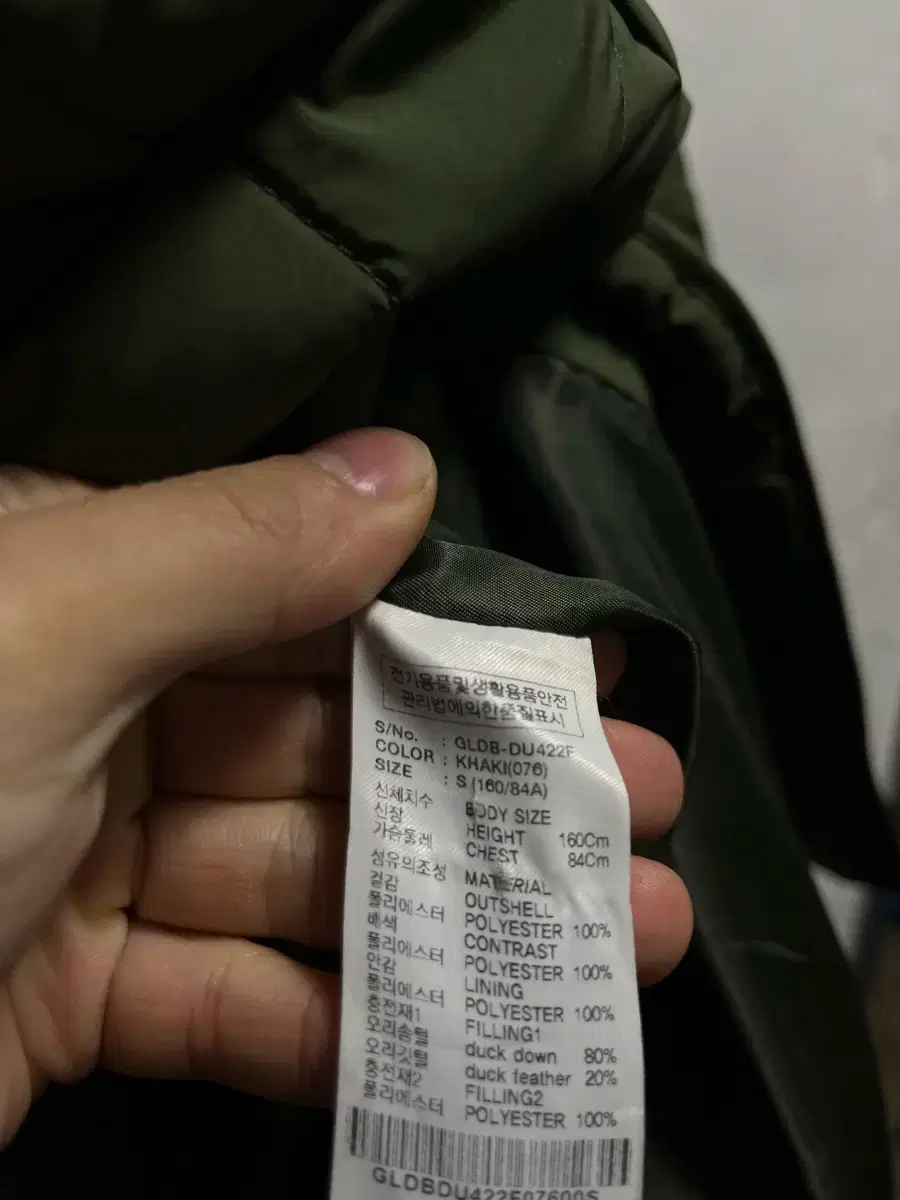 전기용품및생활용품안전
관리법에의한품질표시
S/No. : GLDB-DU422F
COLOR : KHAKI(076)
SIZE : S (160/84A)
신체치수 BODY SIZE
신장 HEIGHT 160Cm
가슴둘레 CHEST 84Cm
섬유의조성 MATERIAL
겉감 OUTSHELL
폴리에스터 POLYESTER 100%
배색 CONTRAST
폴리에스터 POLYESTER 100%
안감 LINING
폴리에스터 POLYESTER 100%
충전재1 FILLING1
오리솜털 duck down 80%
오리깃털 duck feather 20%
충전재2 FILLING2
폴리에스터 POLYESTER 100%
GLDBDU422F07600S